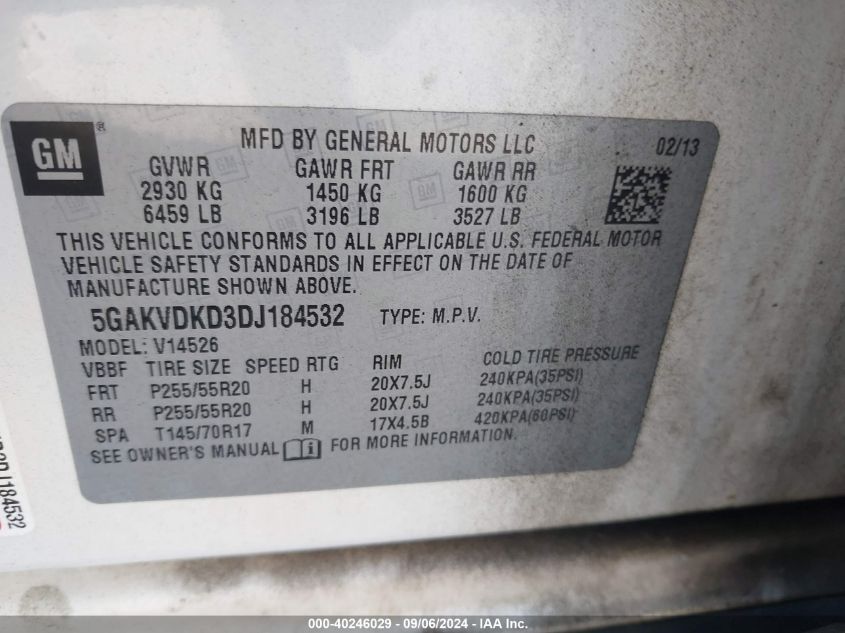 GM ®
MFD BY GENERAL MOTORS LLC 02/13
GVWR GAWR FRT GAWR RR
2930 KG 1450 KG 1600 KG
6459 LB 3196 LB 3527 LB
THIS VEHICLE CONFORMS TO ALL APPLICABLE U.S. FEDERAL MOTOR
VEHICLE SAFETY STANDARDS IN EFFECT ON THE DATE OF
MANUFACTURE SHOWN ABOVE.
5GAKVDKD3DJ184532 TYPE: M.P.V.
MODEL: V14526
VBBF TIRE SIZE SPEED RTG RIM COLD TIRE PRESSURE
FRT P255/55R20 H 20X7.5J 240KPA(35PSI)
RR P255/55R20 H 20X7.5J 240KPA(35PSI)
SPA T145/70R17 M 17X4.5B 420KPA(60PSI)
SEE OWNER'S MANUAL i FOR MORE INFORMATION.
J184532
000-40246029 - 09/06/2024 - IAA Inc.